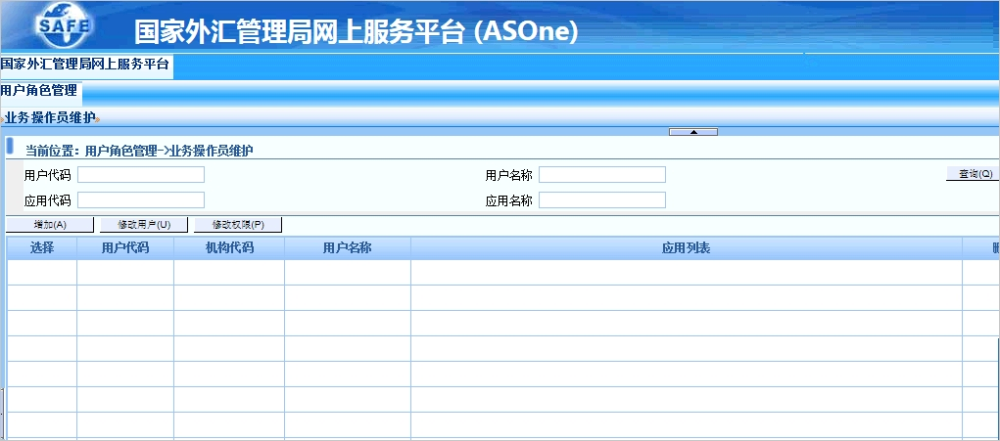 SAFE
国家外汇管理局网上服务平台 (ASOne)
国家外汇管理局网上服务平台
用户角色管理
业务操作员维护
当前位置：用户角色管理->业务操作员维护
用户代码 用户名称 查询(Q)
应用代码 应用名称
增加(A) 修改用户(U) 修改权限(P)
选择 用户代码 机构代码 用户名称 应用列表